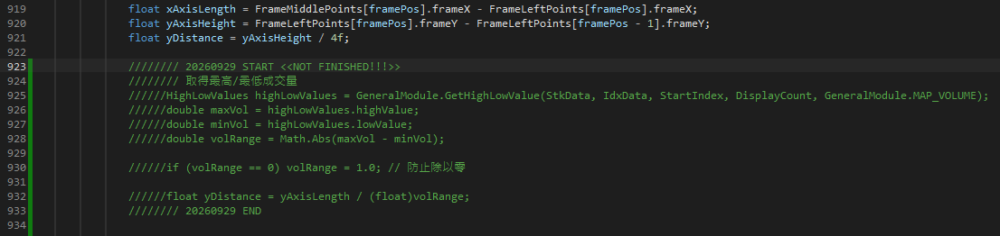 919 float xAxisLength = FrameMiddlePoints[framePos].frameX - FrameLeftPoints[framePos].frameX;
920 float yAxisHeight = FrameLeftPoints[framePos].frameY - FrameLeftPoints[framePos - 1].frameY;
921 float yDistance = yAxisHeight / 4f;
922
923 //////// 20260929 START <<NOT FINISHED!!!>>
924 //////// 取得最高/最低成交量
925 //////HighLowValues highLowValues = GeneralModule.GetHighLowValue(StkData, IdxData, StartIndex, DisplayCount, GeneralModule.MAP_VOLUME);
926 //////double maxVol = highLowValues.highValue;
927 //////double minVol = highLowValues.lowValue;
928 //////double volRange = Math.Abs(maxVol - minVol);
929
930 //////if (volRange == 0) volRange = 1.0; // 防止除以零
931
932 //////float yDistance = yAxisLength / (float)volRange;
933 //////// 20260929 END
934